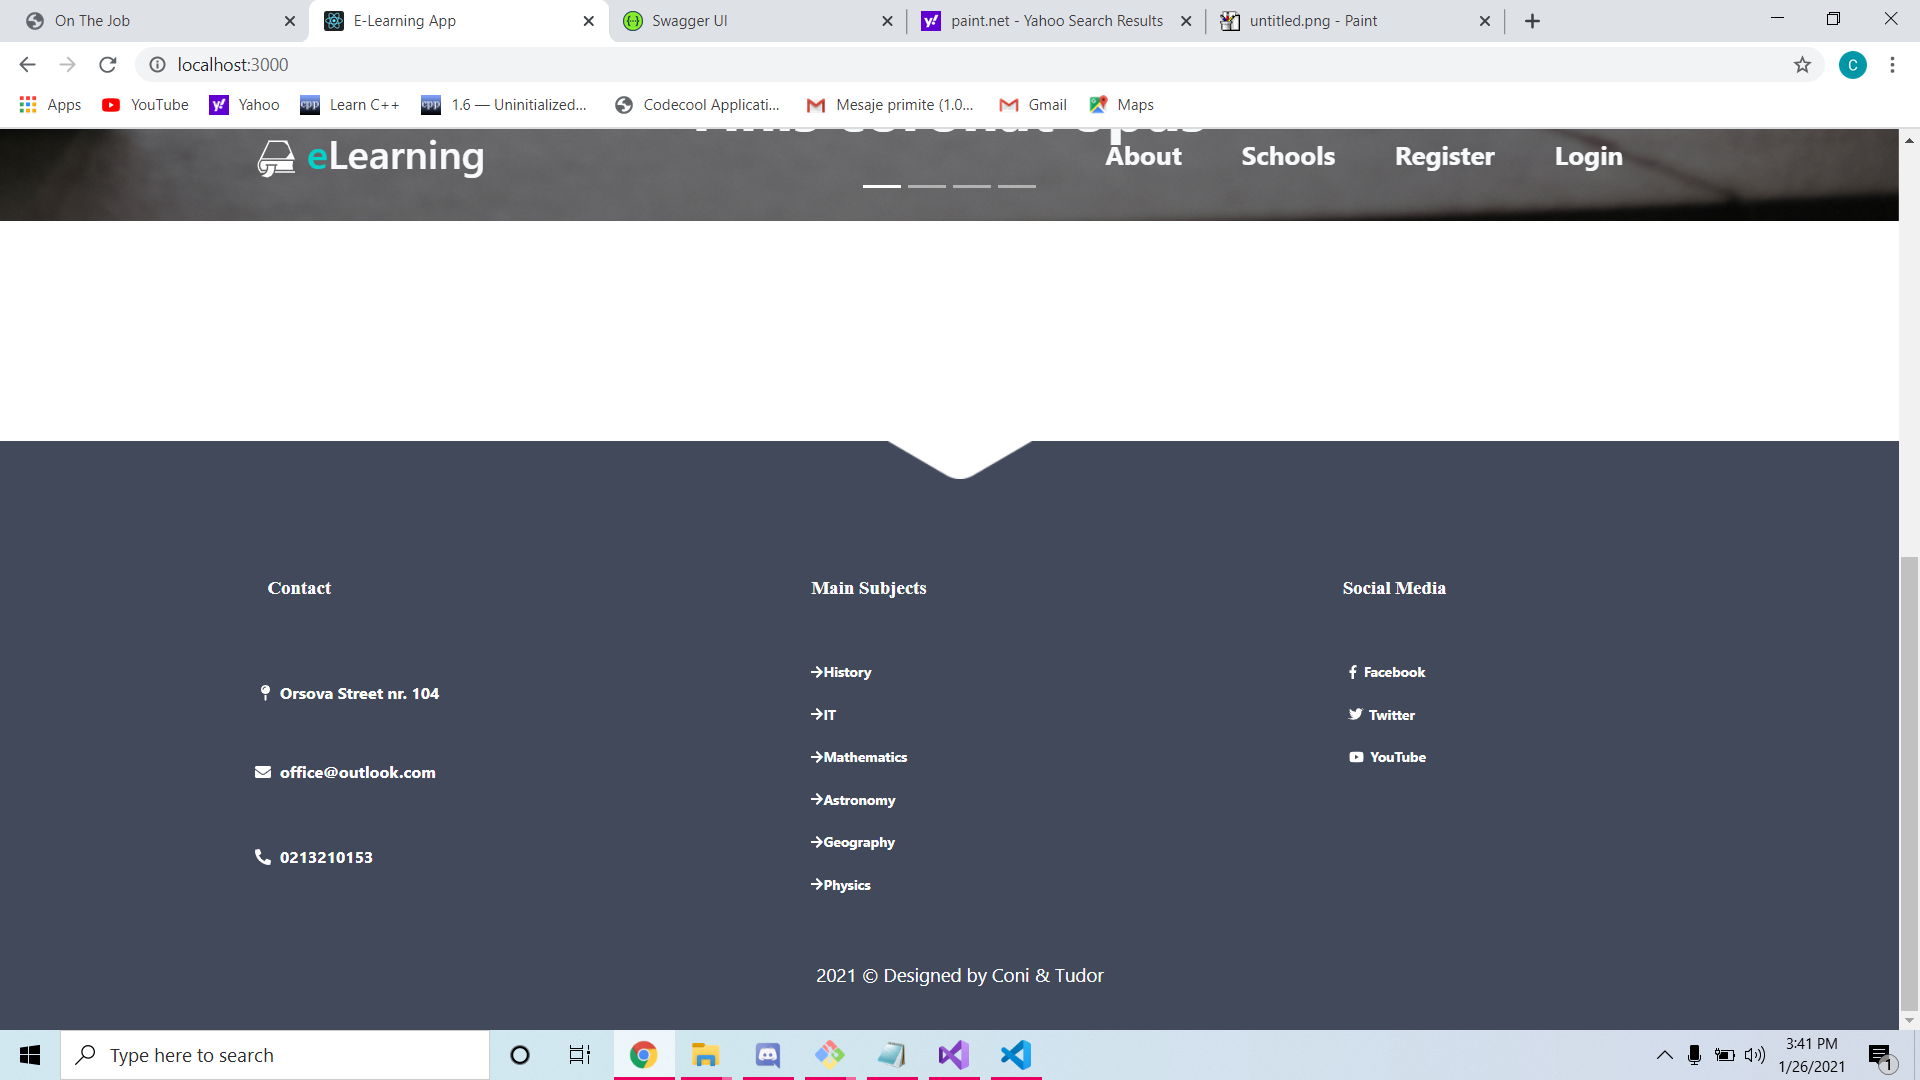 On The Job
E-Learning App
Swagger UI
paint.net - Yahoo Search Results
untitled.png - Paint
localhost:3000
C
Apps
YouTube
Yahoo
Learn C++
1.6 — Uninitialized...
Codecool Applicati...
Mesaje primite (1.0...
Gmail
Maps
eLearning
About
Schools
Register
Login
Contact
Orsova Street nr. 104
office@outlook.com
0213210153
Main Subjects
History
IT
Mathematics
Astronomy
Geography
Physics
Social Media
Facebook
Twitter
YouTube
2021 © Designed by Coni & Tudor
Type here to search
3:41 PM
1/26/2021
1